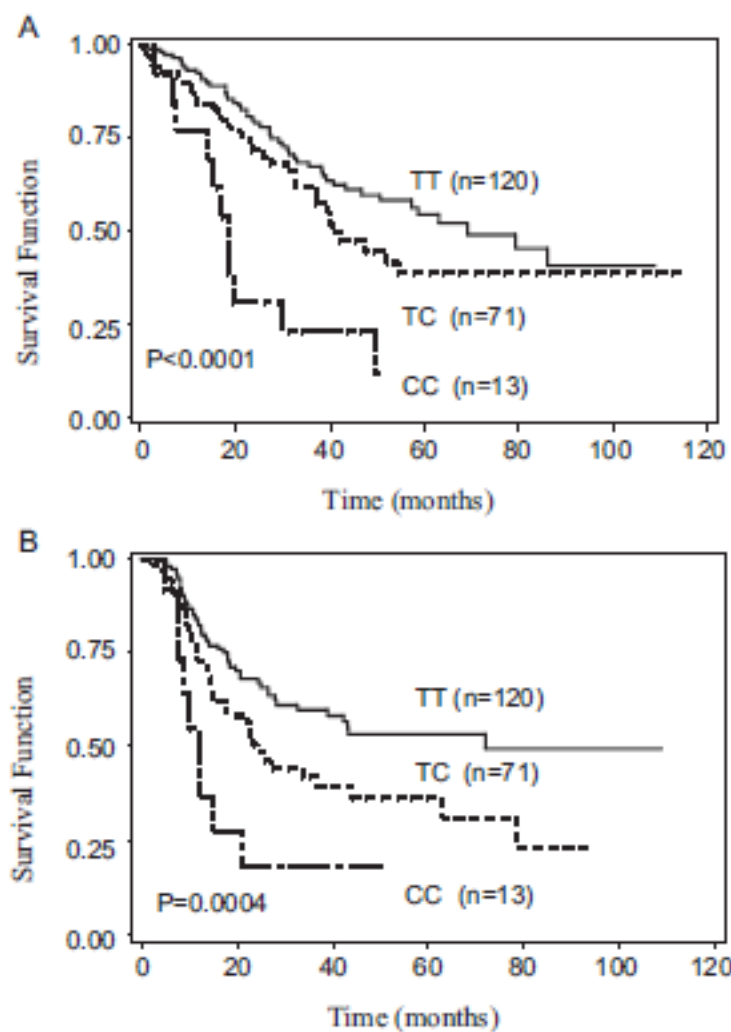 A
1.00
0.75
0.50
0.25
0.00
Survival Function
TT (n=120)
TC (n=71)
CC (n=13)
P<0.0001
0 20 40 60 80 100 120
Time (months)
B
1.00
0.75
0.50
0.25
0.00
Survival Function
TT (n=120)
TC (n=71)
CC (n=13)
P=0.0004
0 20 40 60 80 100 120
Time (months)